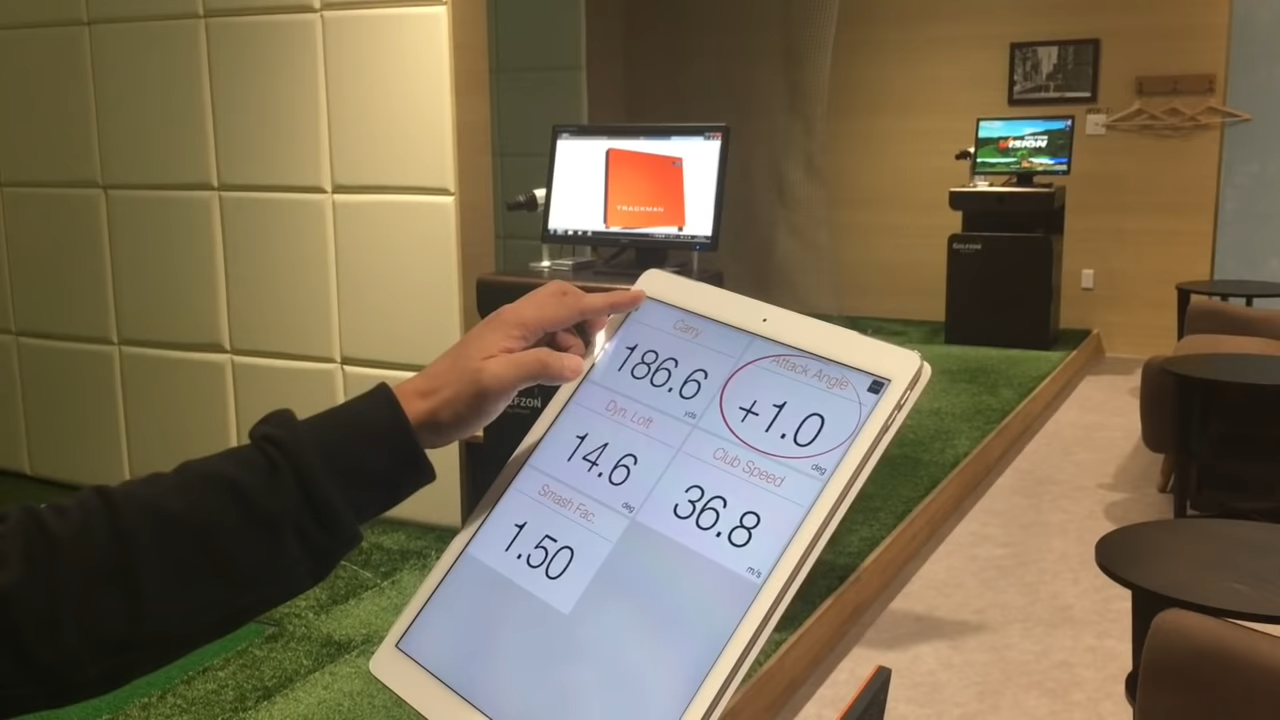 TRACKMAN
VISION
GOLFZON
Carry
186.6
yds
Attack Angle
+1.0
deg
Dyn. Loft
14.6
deg
Club Speed
36.8
m/s
Smash Fac.
1.50